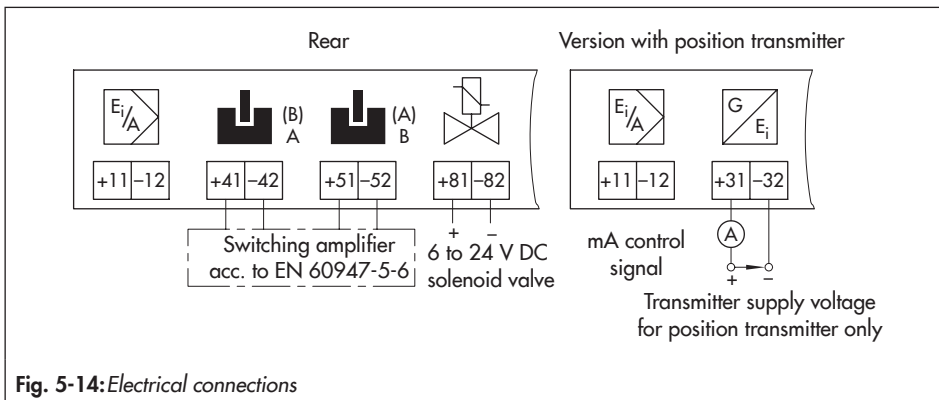 Rear
Version with position transmitter
Ei/A
(B)
A
(A)
B
Ei/A
G
Ei
+11 –12
+41 –42
+51 –52
+81 –82
+11 –12
+31 –32
Switching amplifier
acc. to EN 60947-5-6
+ –
6 to 24 V DC
solenoid valve
mA control
signal
A
+ –
Transmitter supply voltage
for position transmitter only
Fig. 5-14: Electrical connections